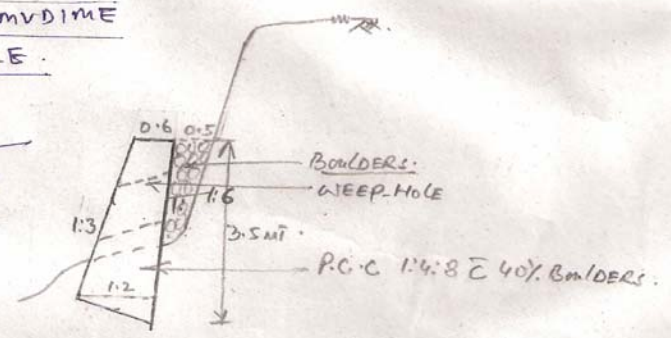 MVDIME
E.
0.6 0.5
BOULDERS.
WEEP-HOLE
1:6
1:3
3.5MT.
P.C.C 1:4:8 C̄ 40% BOULDERS.
1.2